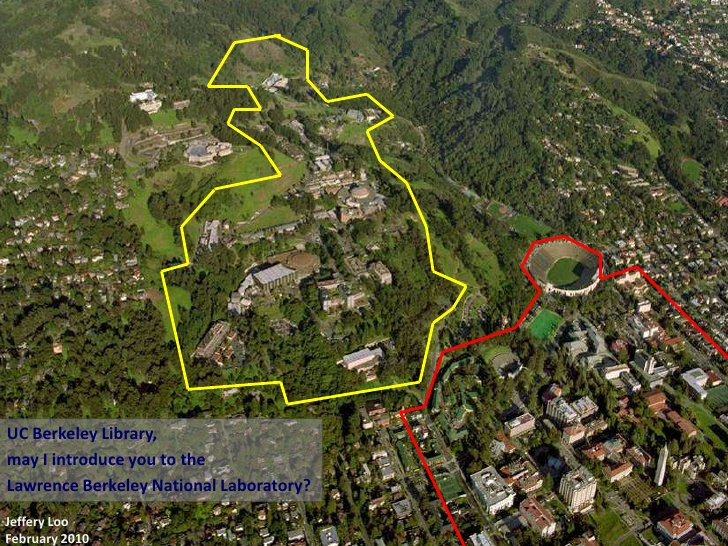 UC Berkeley Library,
may I introduce you to the
Lawrence Berkeley National Laboratory?
Jeffery Loo
February 2010